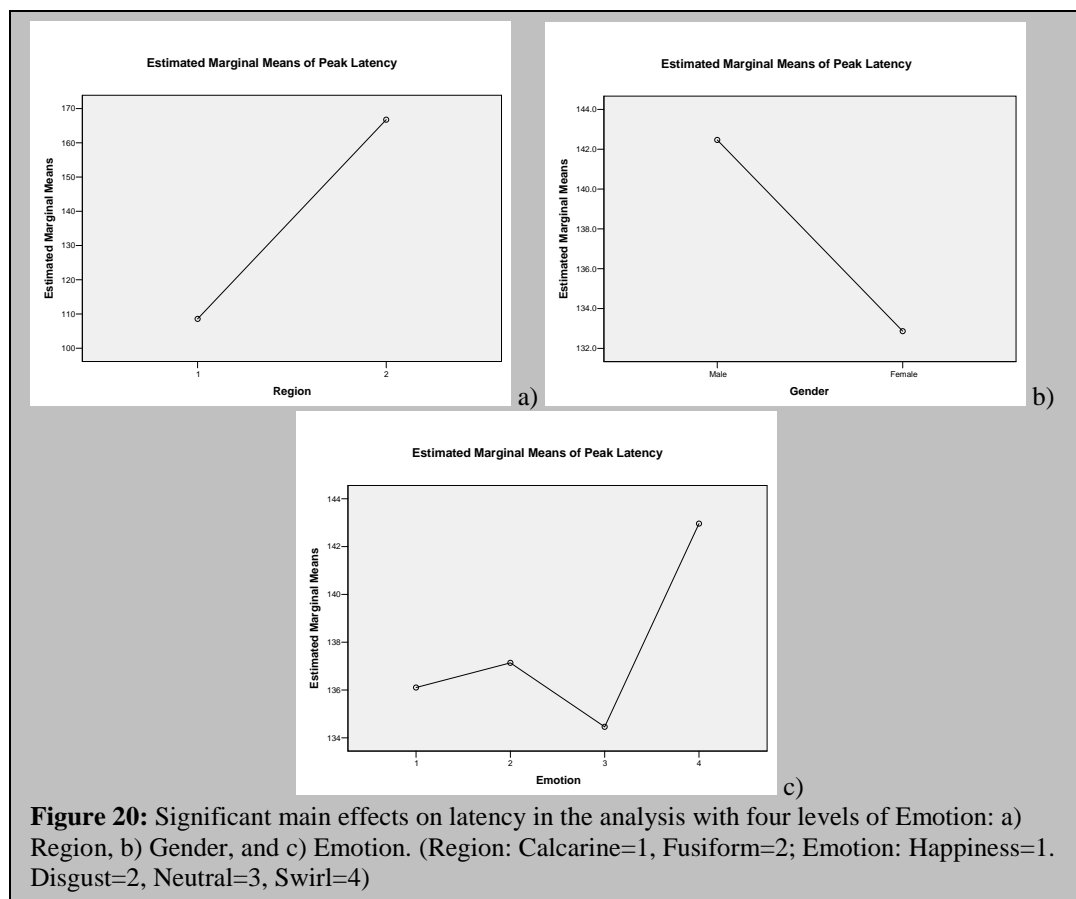 Estimated Marginal Means of Peak Latency
Estimated Marginal Means
170
160
150
140
130
120
110
100
1
2
Region
a)
Estimated Marginal Means of Peak Latency
Estimated Marginal Means
144.0
142.0
140.0
138.0
136.0
134.0
132.0
Male
Female
Gender
b)
Estimated Marginal Means of Peak Latency
Estimated Marginal Means
144
142
140
138
136
134
1
2
3
4
Emotion
c)
Figure 20: Significant main effects on latency in the analysis with four levels of Emotion: a)
Region, b) Gender, and c) Emotion. (Region: Calcarine=1, Fusiform=2; Emotion: Happiness=1.
Disgust=2, Neutral=3, Swirl=4)